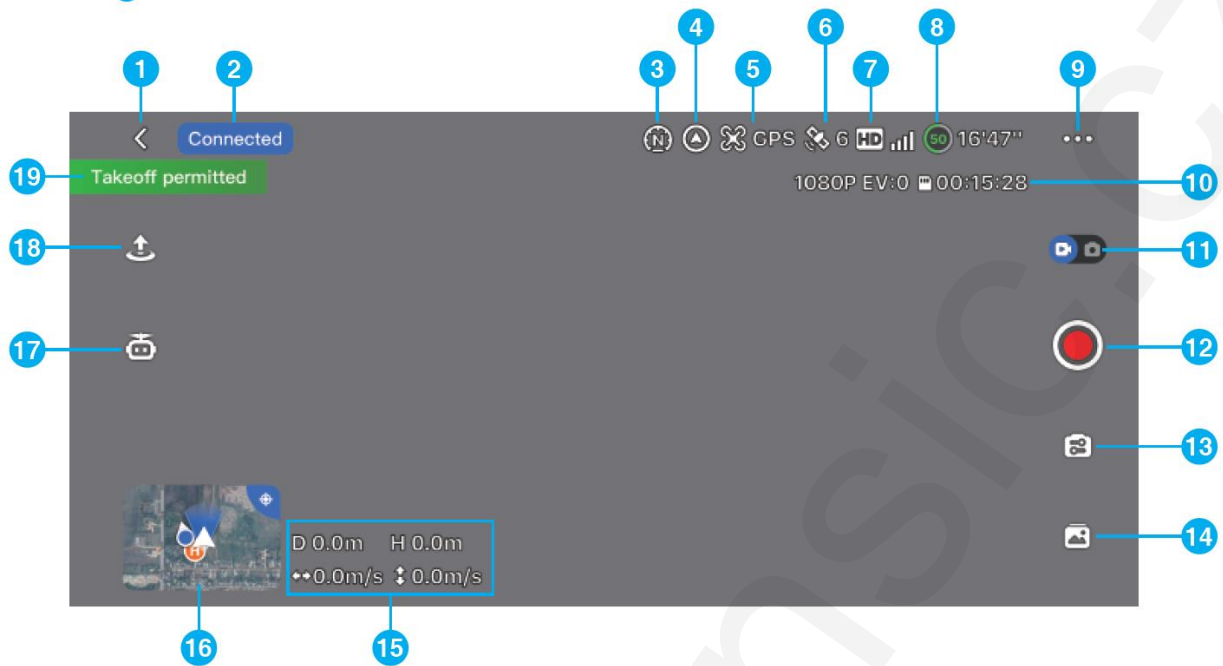 4 6 8
1 2 3 5 7 9
Connected N GPS 6 HD 50 16'47"
19 Takeoff permitted
1080P EV:0 00:15:28 10
18 11
17 12
13
D 0.0m H 0.0m
H
14
0.0m/s 0.0m/s
16 15